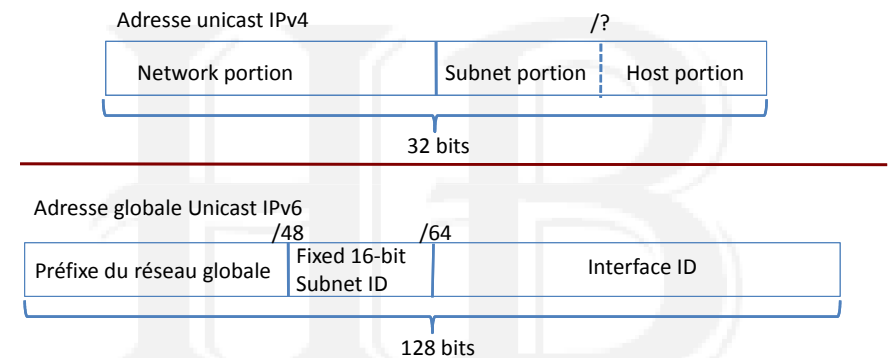 Adresse unicast IPv4
/?
Network portion
Subnet portion
Host portion
32 bits
Adresse globale Unicast IPv6
/48
/64
Préfixe du réseau globale
Fixed 16-bit
Subnet ID
Interface ID
128 bits
HB